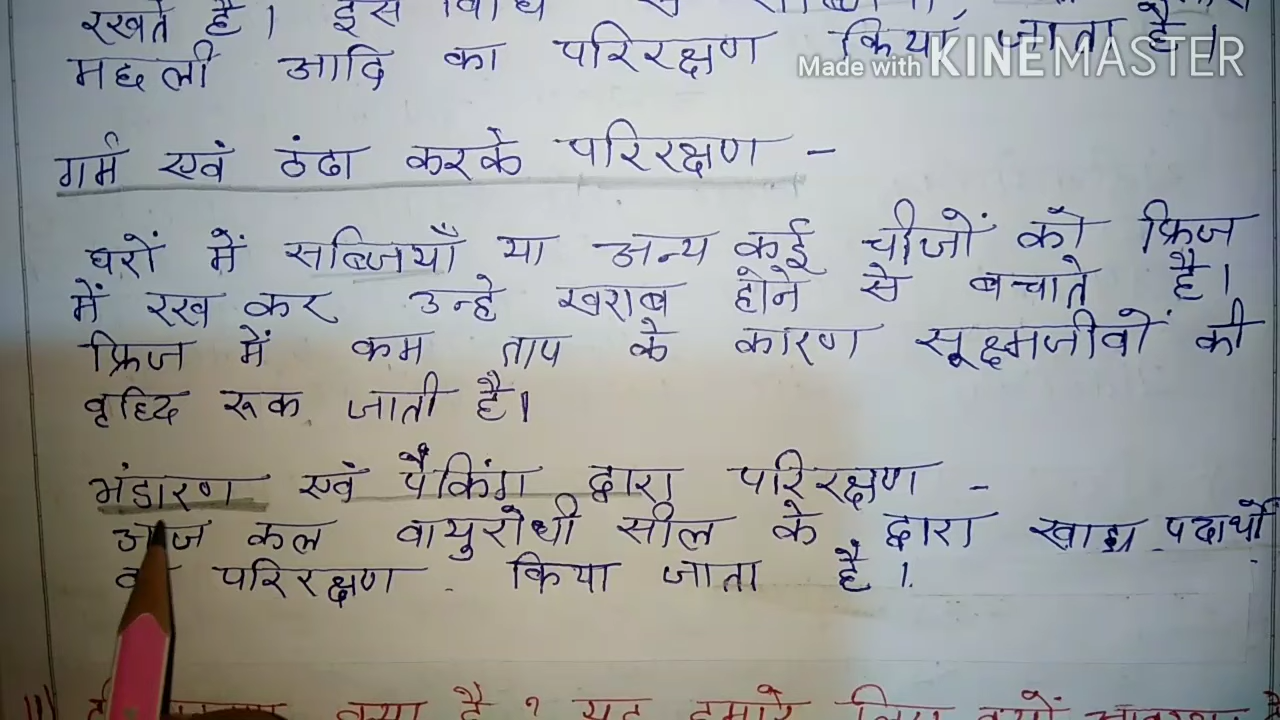 रखते है। इस विधि से
मछली आदि का परिरक्षण किया जाता है।
Made with KINEMASTER
गर्म एवं ठंढा करके परिरक्षण -
घरों में सब्जियाँ या अन्य कई चीजों को फ्रिज
में रख कर उन्हे खराब होने से बचाते है।
फ्रिज में कम ताप के कारण सूक्ष्मजीवों की
वृध्दि रूक जाती है।
भंडारण एवं पैकिंग द्वारा परिरक्षण -
आज कल वायुरोधी सील के द्वारा खाद्य पदार्थो
का परिरक्षण किया जाता है।
क्या है? यह हमारे लिए क्यों